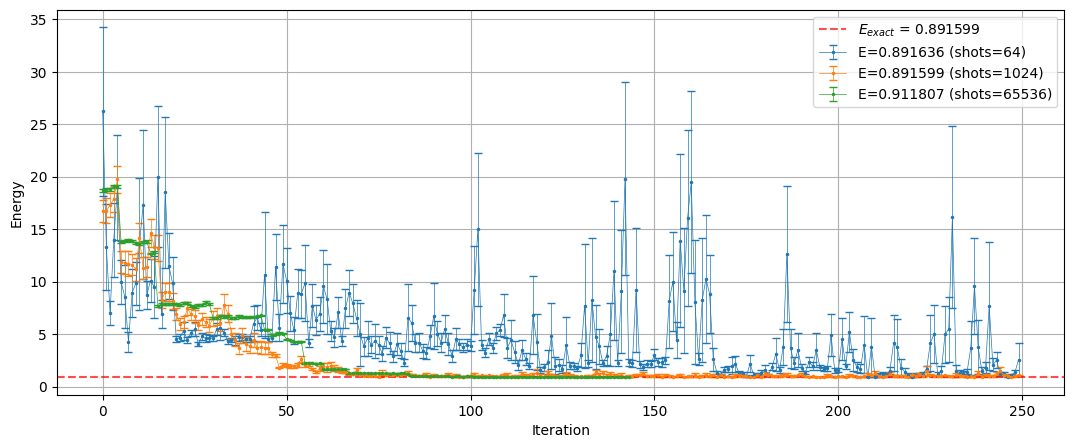 35
30
25
20
15
10
5
0
Energy
0
50
100
150
200
250
Iteration
E_exact = 0.891599
E=0.891636 (shots=64)
E=0.891599 (shots=1024)
E=0.911807 (shots=65536)